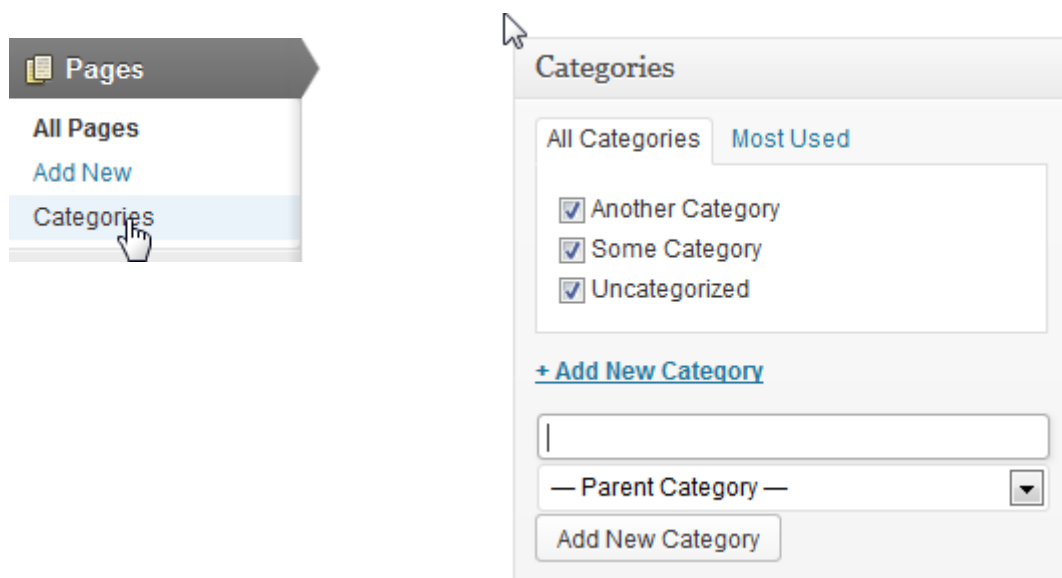 Pages
All Pages
Add New
Categories
Categories
All Categories Most Used
Another Category
Some Category
Uncategorized
+ Add New Category
— Parent Category —
Add New Category